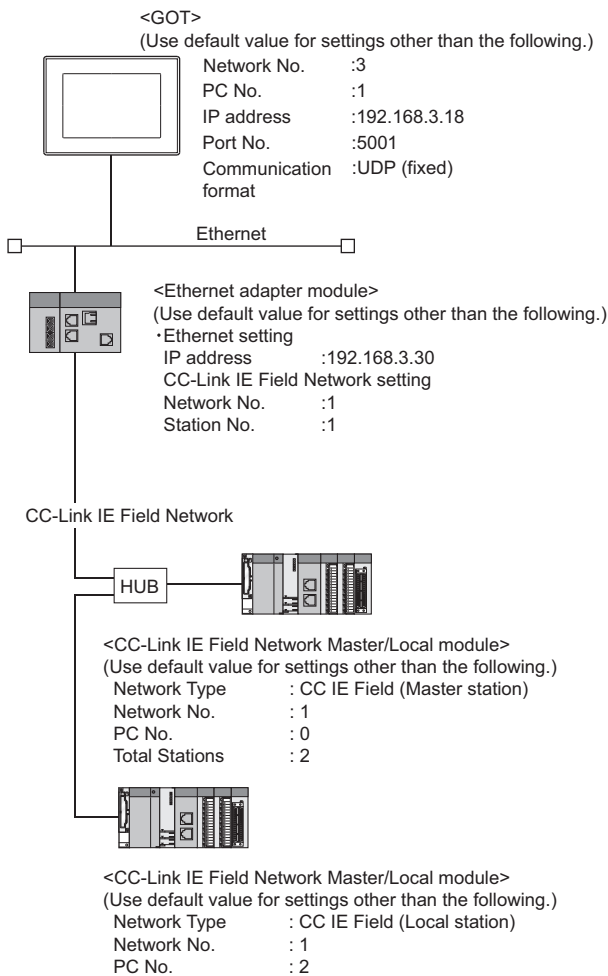 <GOT>
(Use default value for settings other than the following.)
Network No. :3
PC No. :1
IP address :192.168.3.18
Port No. :5001
Communication format :UDP (fixed)
Ethernet
<Ethernet adapter module>
(Use default value for settings other than the following.)
･Ethernet setting
IP address :192.168.3.30
CC-Link IE Field Network setting
Network No. :1
Station No. :1
CC-Link IE Field Network
HUB
<CC-Link IE Field Network Master/Local module>
(Use default value for settings other than the following.)
Network Type : CC IE Field (Master station)
Network No. : 1
PC No. : 0
Total Stations : 2
<CC-Link IE Field Network Master/Local module>
(Use default value for settings other than the following.)
Network Type : CC IE Field (Local station)
Network No. : 1
PC No. : 2